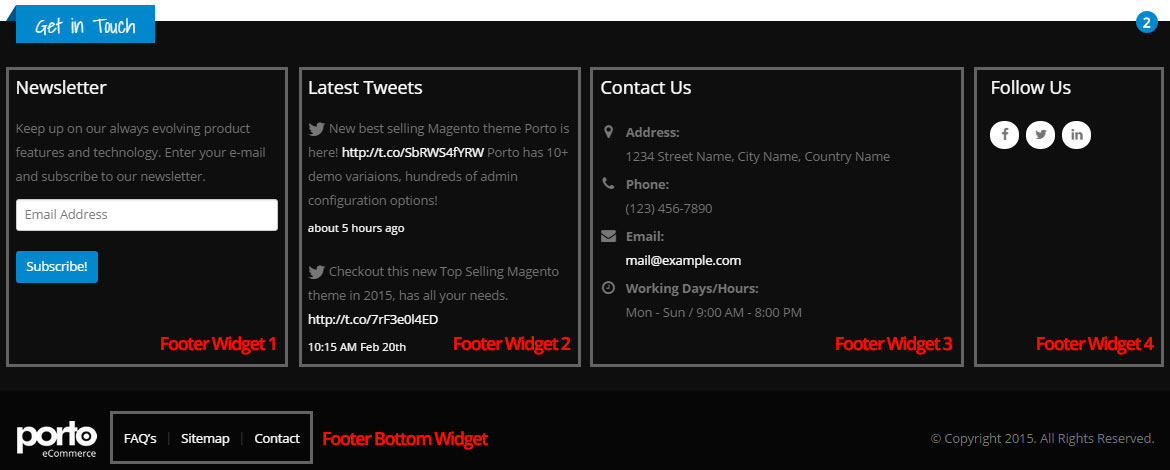 Get in Touch
2
Newsletter
Keep up on our always evolving product
features and technology. Enter your e-mail
and subscribe to our newsletter.
Email Address
Subscribe!
Footer Widget 1
Latest Tweets
New best selling Magento theme Porto is
here! http://t.co/SbRWS4fYRW Porto has 10+
demo variaions, hundreds of admin
configuration options!
about 5 hours ago
Checkout this new Top Selling Magento
theme in 2015, has all your needs.
http://t.co/7rF3e0l4ED
10:15 AM Feb 20th
Footer Widget 2
Contact Us
Address:
1234 Street Name, City Name, Country Name
Phone:
(123) 456-7890
Email:
mail@example.com
Working Days/Hours:
Mon - Sun / 9:00 AM - 8:00 PM
Footer Widget 3
Follow Us
f
in
Footer Widget 4
porto
eCommerce
FAQ's | Sitemap | Contact
Footer Bottom Widget
© Copyright 2015. All Rights Reserved.